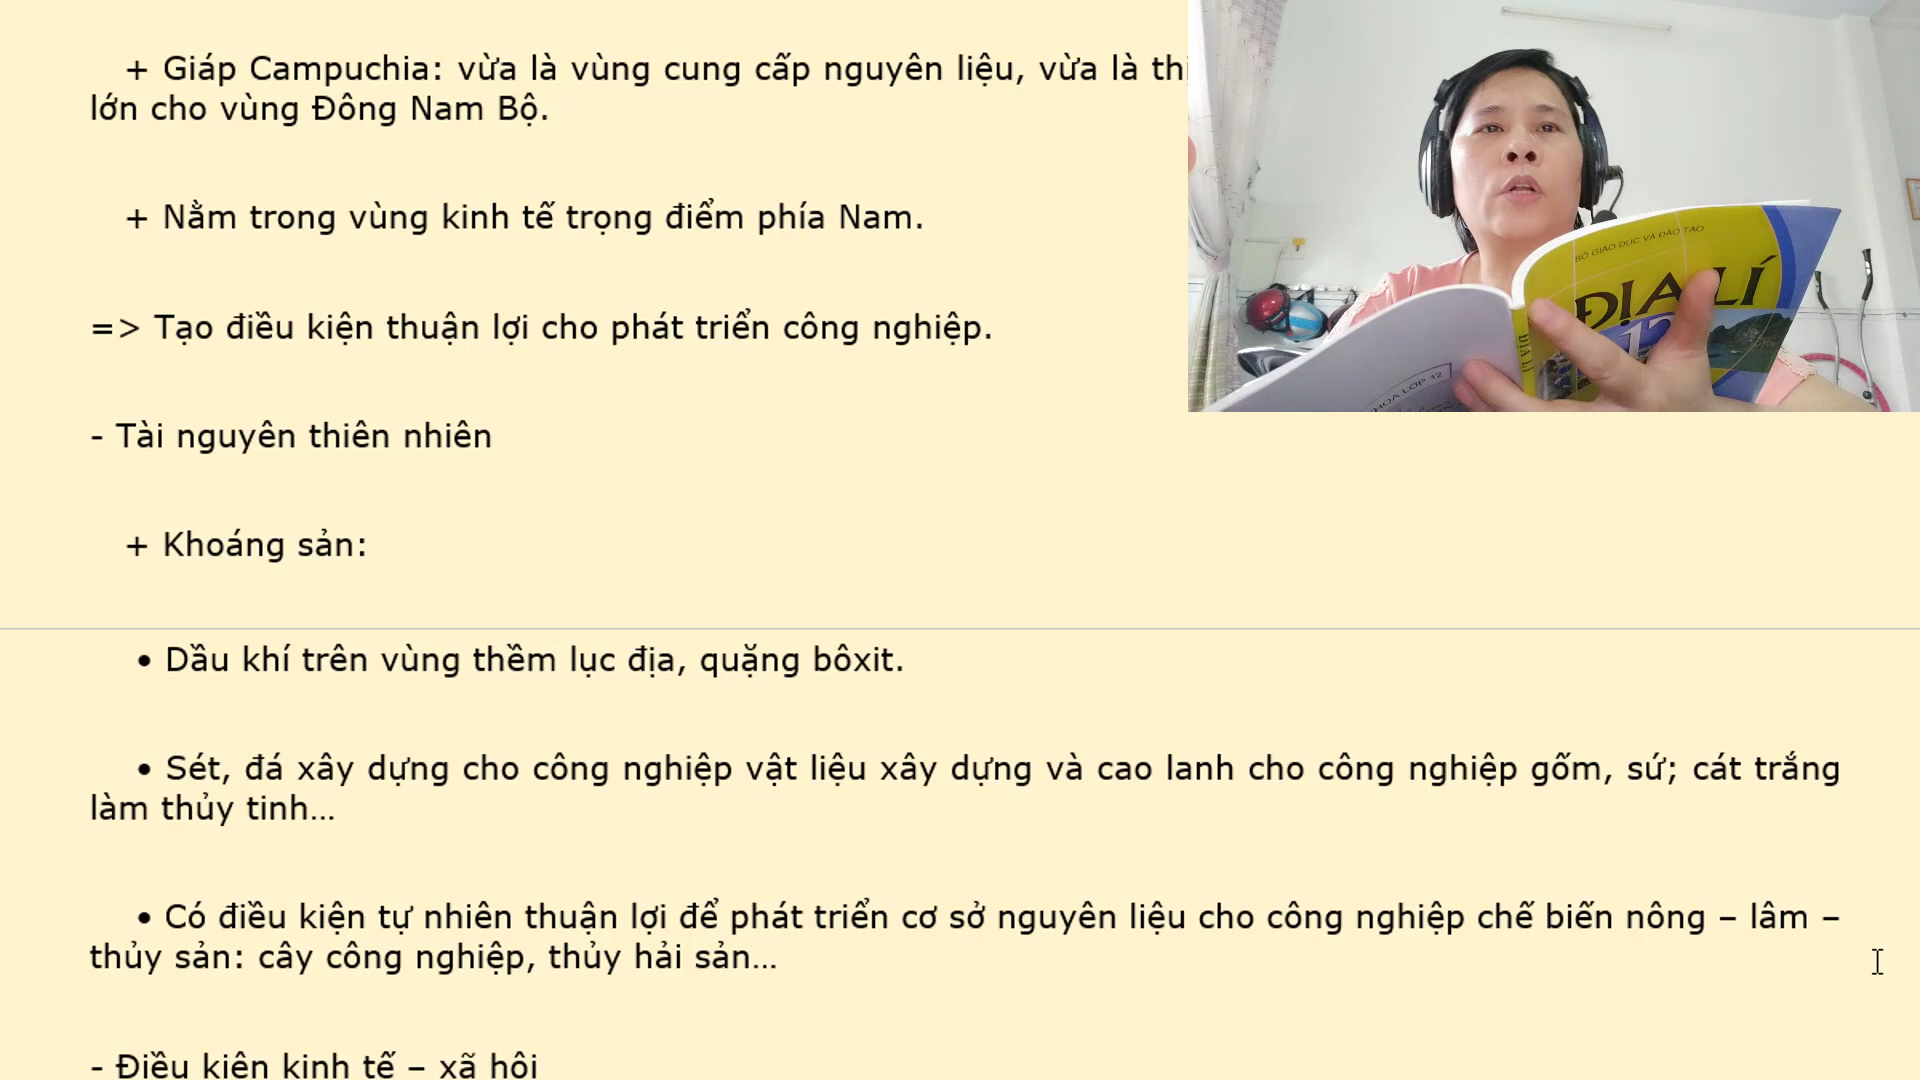 + Giáp Campuchia: vừa là vùng cung cấp nguyên liệu, vừa là
lớn cho vùng Đông Nam Bộ.
+ Nằm trong vùng kinh tế trọng điểm phía Nam.
=> Tạo điều kiện thuận lợi cho phát triển công nghiệp.
- Tài nguyên thiên nhiên
+ Khoáng sản:
• Dầu khí trên vùng thềm lục địa, quặng bôxit.
• Sét, đá xây dựng cho công nghiệp vật liệu xây dựng và cao lanh cho công nghiệp gốm, sứ; cát trắng
làm thủy tinh…
• Có điều kiện tự nhiên thuận lợi để phát triển cơ sở nguyên liệu cho công nghiệp chế biến nông – lâm –
thủy sản: cây công nghiệp, thủy hải sản…
- Điều kiện kinh tế – xã hội
BỘ GIÁO DỤC VÀ ĐÀO TẠO
ĐỊA LÍ
12
ĐỊA LÍ
LỚP 12